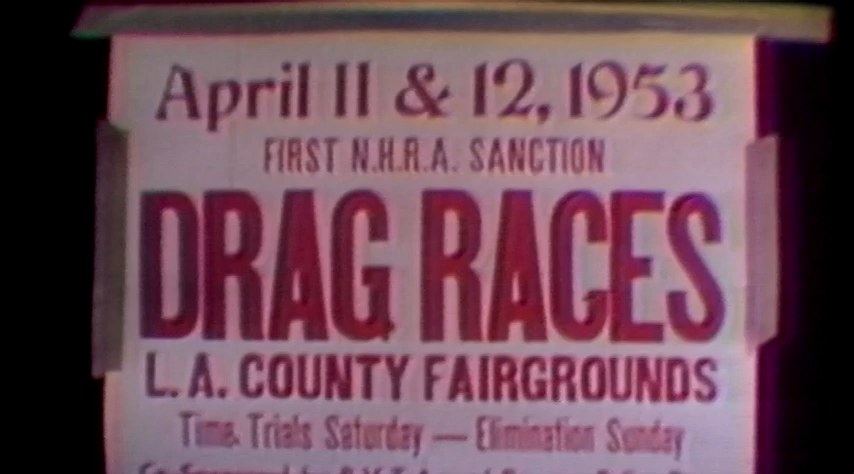 April 11 & 12, 1953
FIRST N.H.R.A. SANCTION
DRAG RACES
L.A. COUNTY FAIRGROUNDS
Time Trials Saturday — Elimination Sunday